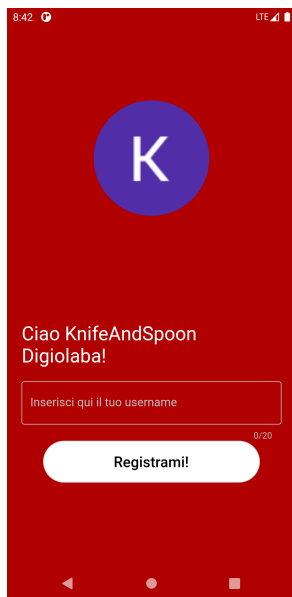 8:42
LTE
K
Ciao KnifeAndSpoon
Digiolaba!
Inserisci qui il tuo username
0/20
Registrami!